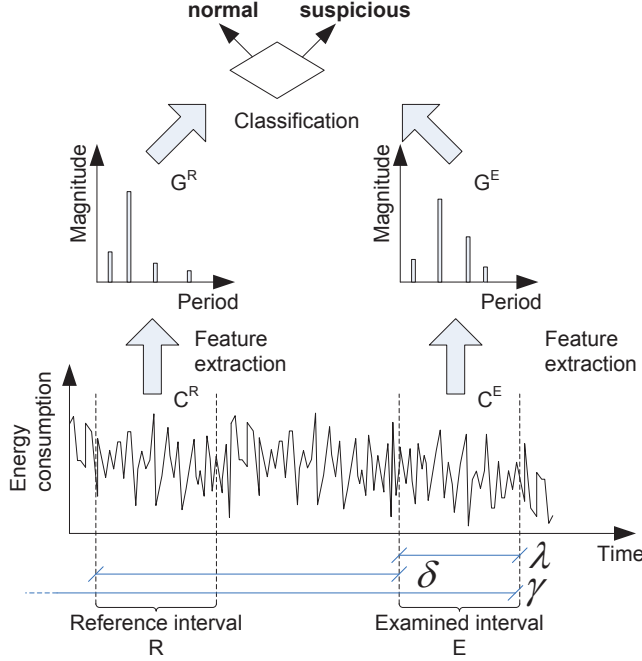 normal suspicious
Classification
Magnitude
G^R
Period
Magnitude
G^E
Period
Feature
extraction
Feature
extraction
C^R
C^E
Energy
consumption
Time
λ
δ
γ
Reference interval
R
Examined interval
E